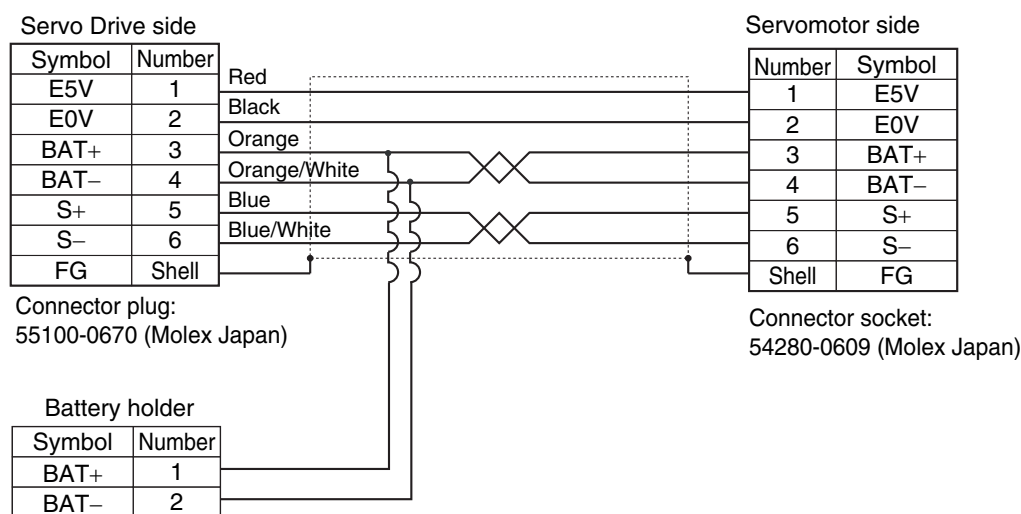 Servo Drive side
Symbol Number
E5V 1
E0V 2
BAT+ 3
BAT− 4
S+ 5
S− 6
FG Shell
Connector plug:
55100-0670 (Molex Japan)
Red
Black
Orange
Orange/White
Blue
Blue/White
Servomotor side
Number Symbol
1 E5V
2 E0V
3 BAT+
4 BAT−
5 S+
6 S−
Shell FG
Connector socket:
54280-0609 (Molex Japan)
Battery holder
Symbol Number
BAT+ 1
BAT− 2